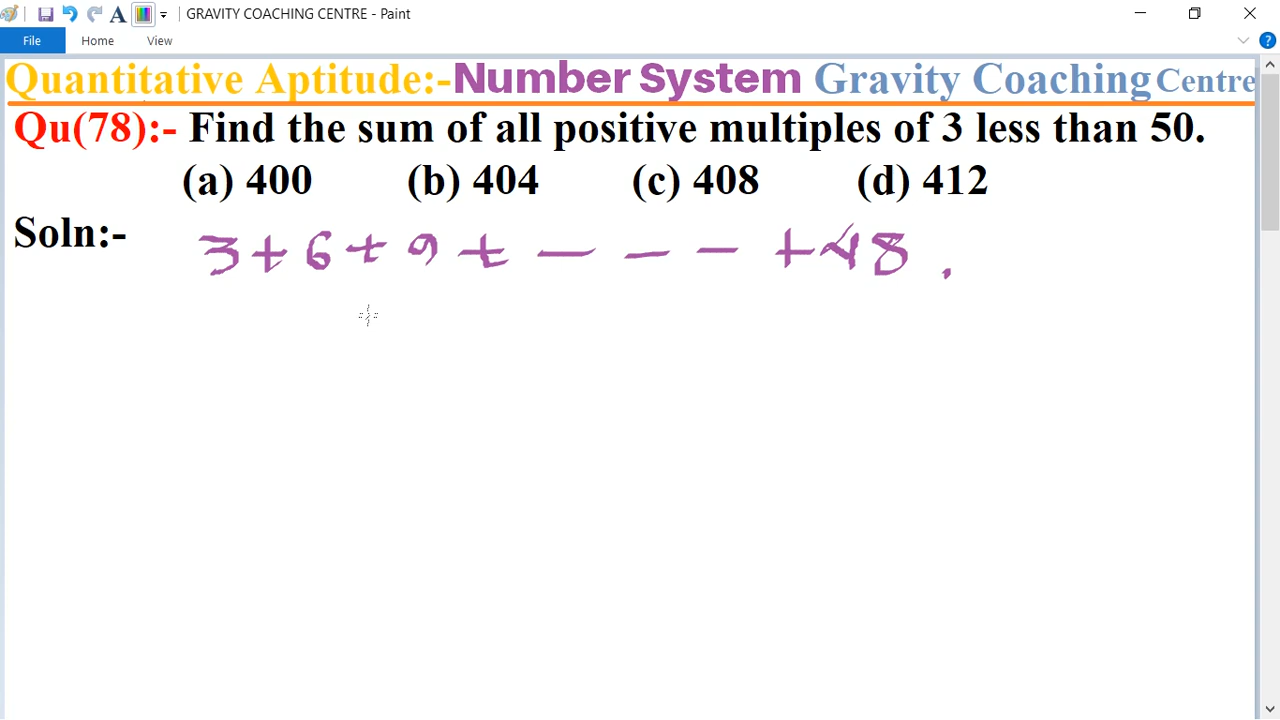 GRAVITY COACHING CENTRE - Paint
File Home View
Quantitative Aptitude:-Number System Gravity Coaching Centre
Qu(78):- Find the sum of all positive multiples of 3 less than 50.
(a) 400 (b) 404 (c) 408 (d) 412
Soln:- 3+6+9+ — — — +48.